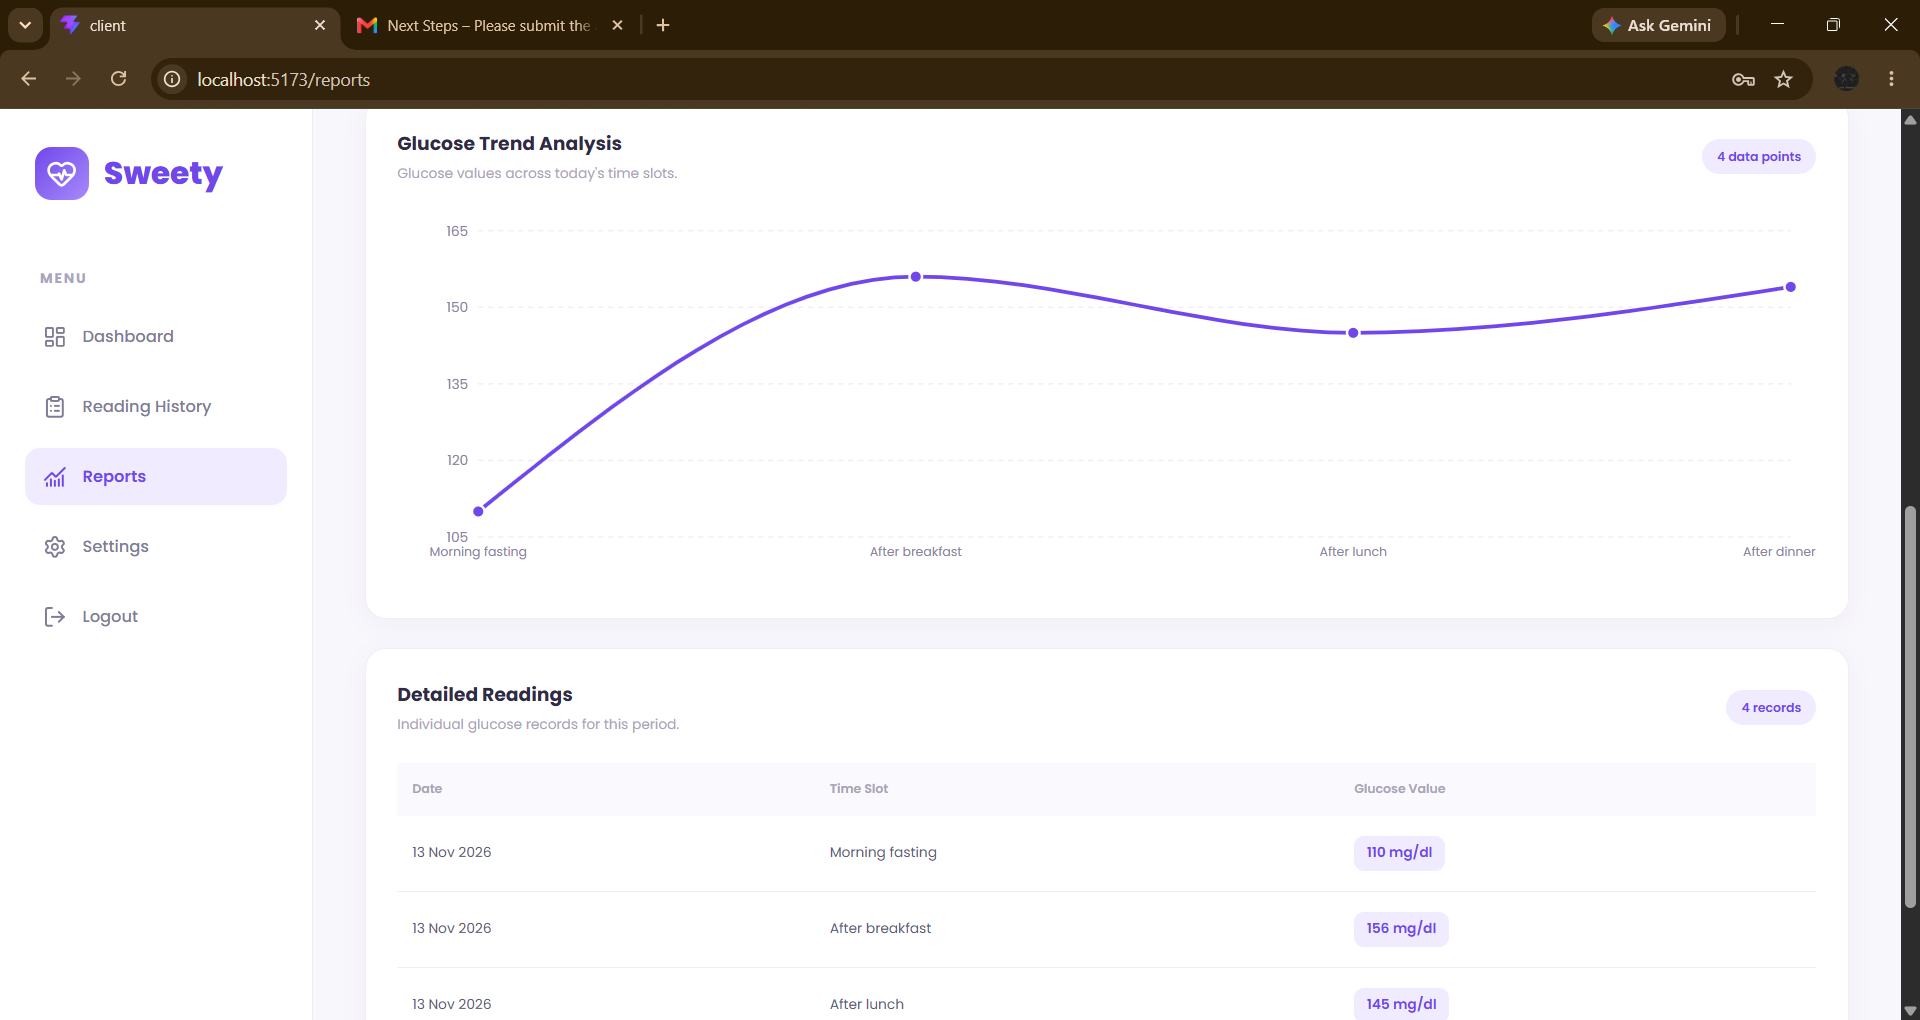 client
Next Steps – Please submit the
Ask Gemini
localhost:5173/reports
Sweety
MENU
Dashboard
Reading History
Reports
Settings
Logout
Glucose Trend Analysis
Glucose values across today's time slots.
4 data points
165
150
135
120
105
Morning fasting
After breakfast
After lunch
After dinner
Detailed Readings
Individual glucose records for this period.
4 records
Date Time Slot Glucose Value
13 Nov 2026 Morning fasting 110 mg/dl
13 Nov 2026 After breakfast 156 mg/dl
13 Nov 2026 After lunch 145 mg/dl